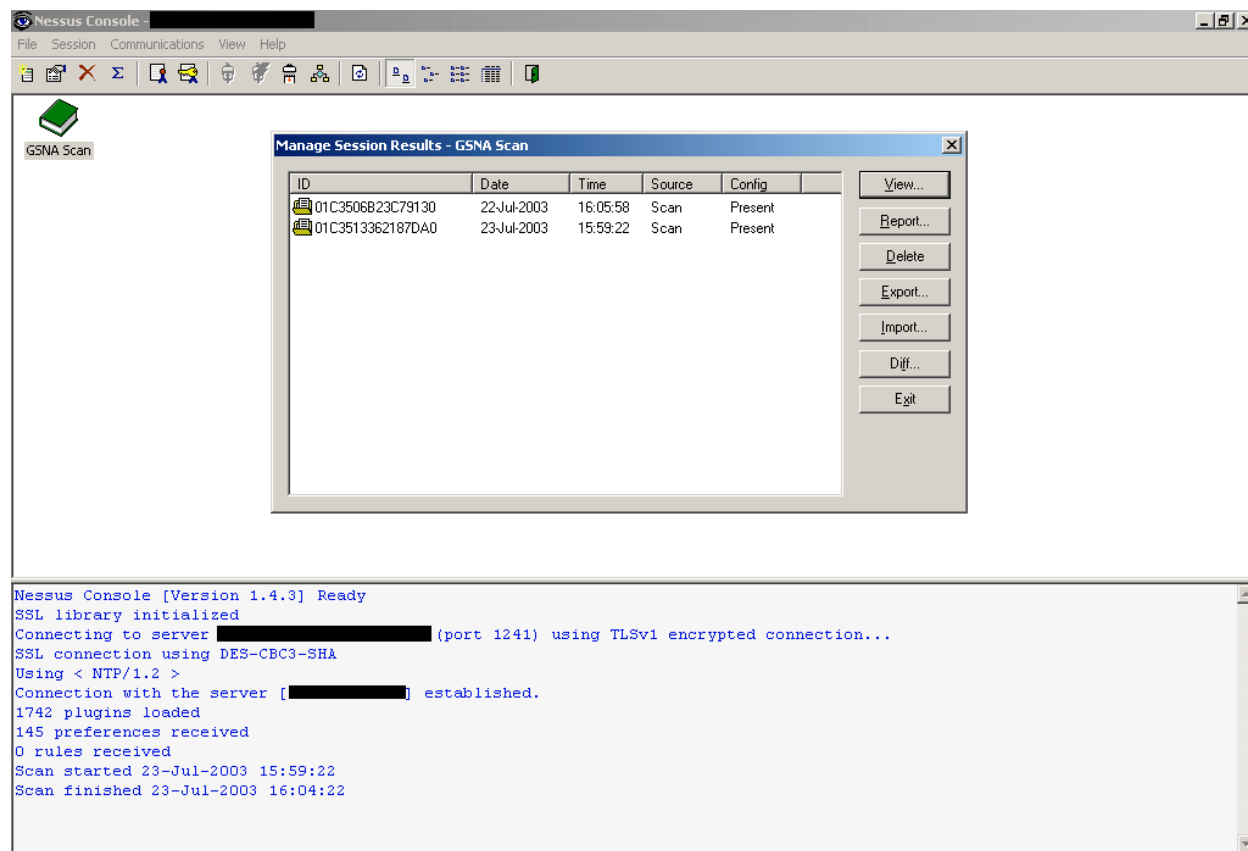 Nessus Console -
File Session Communications View Help
GSNA Scan
Manage Session Results - GSNA Scan
ID Date Time Source Config
01C3506B23C79130 22-Jul-2003 16:05:58 Scan Present
01C3513362187DA0 23-Jul-2003 15:59:22 Scan Present
View...
Report...
Delete
Export...
Import...
Diff...
Exit
Nessus Console [Version 1.4.3] Ready
SSL library initialized
Connecting to server (port 1241) using TLSv1 encrypted connection...
SSL connection using DES-CBC3-SHA
Using < NTP/1.2 >
Connection with the server [ ] established.
1742 plugins loaded
145 preferences received
0 rules received
Scan started 23-Jul-2003 15:59:22
Scan finished 23-Jul-2003 16:04:22